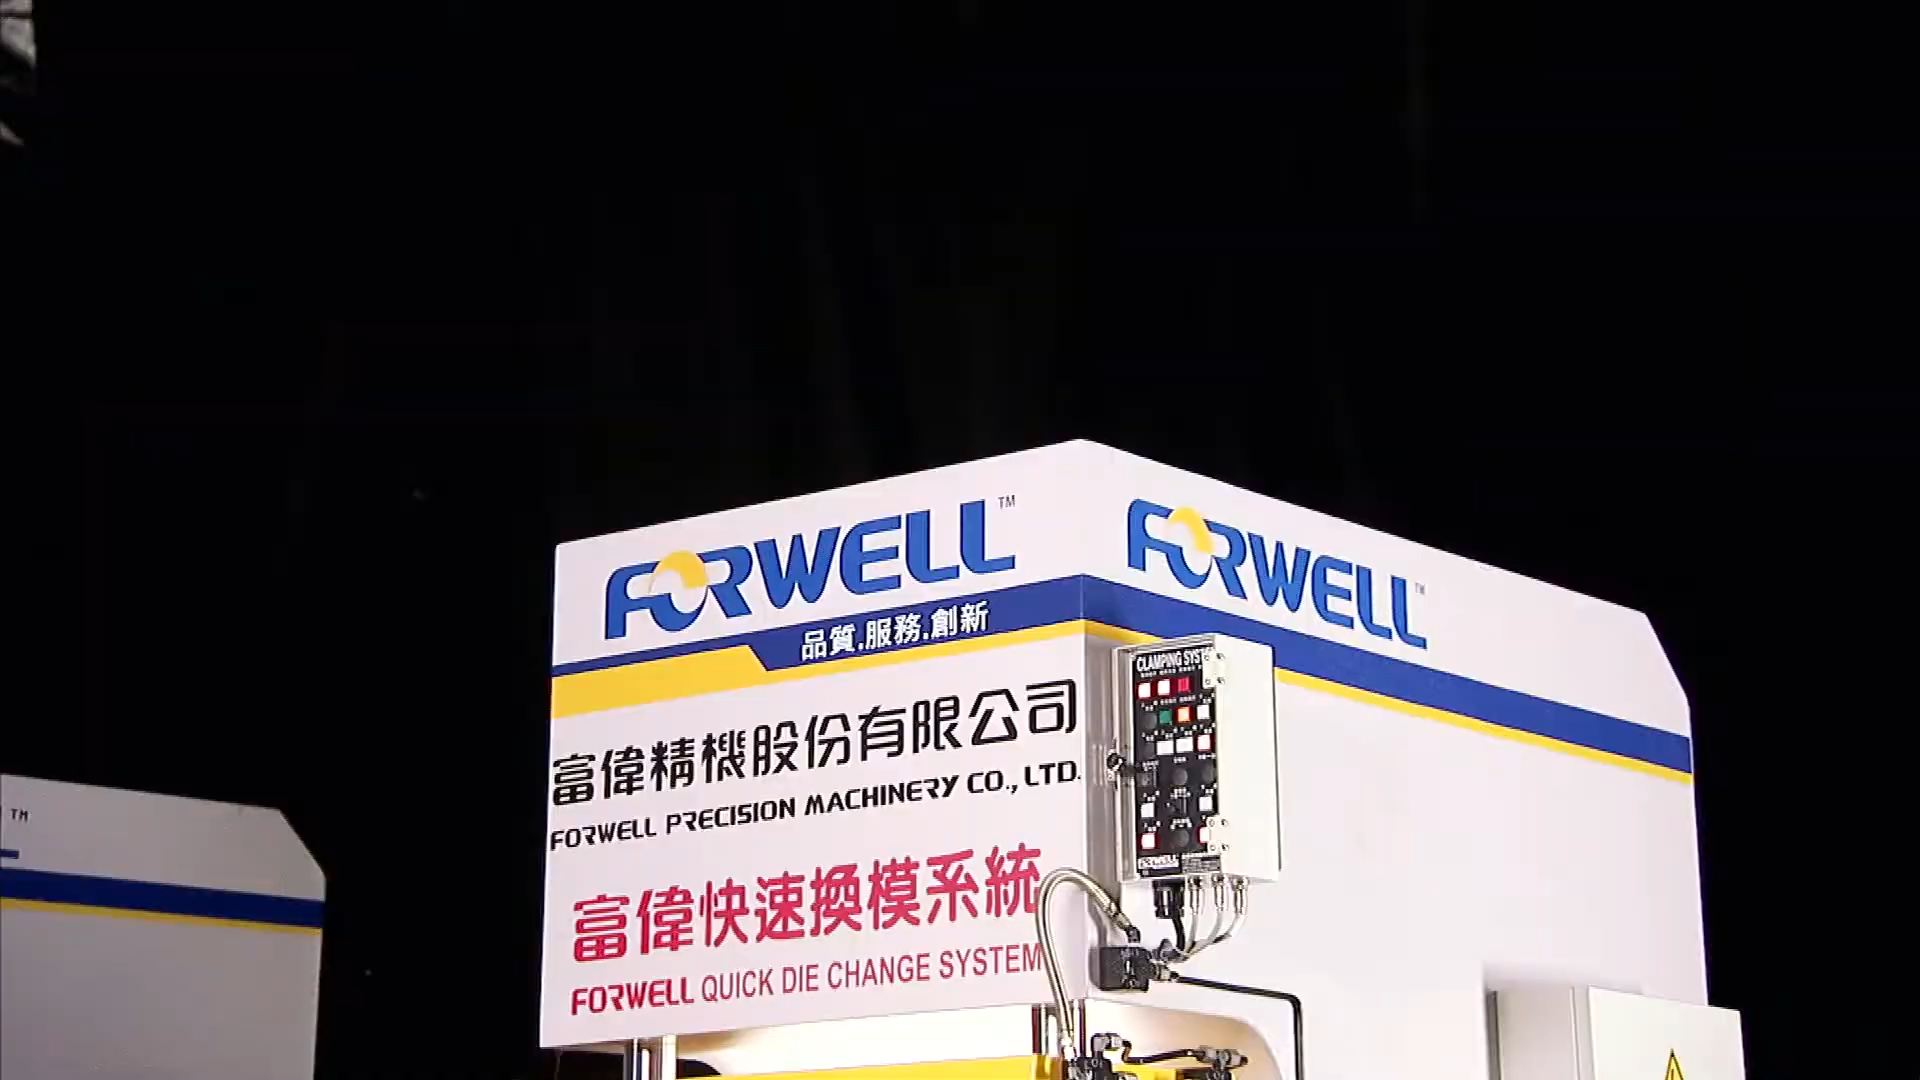 FORWELL™
品質.服務.創新
富偉精機股份有限公司
FORWELL PRECISION MACHINERY CO., LTD.
富偉快速換模系統
FORWELL QUICK DIE CHANGE SYSTEM
FORWELL™
CLAMPING SYST
FORWELL
TM